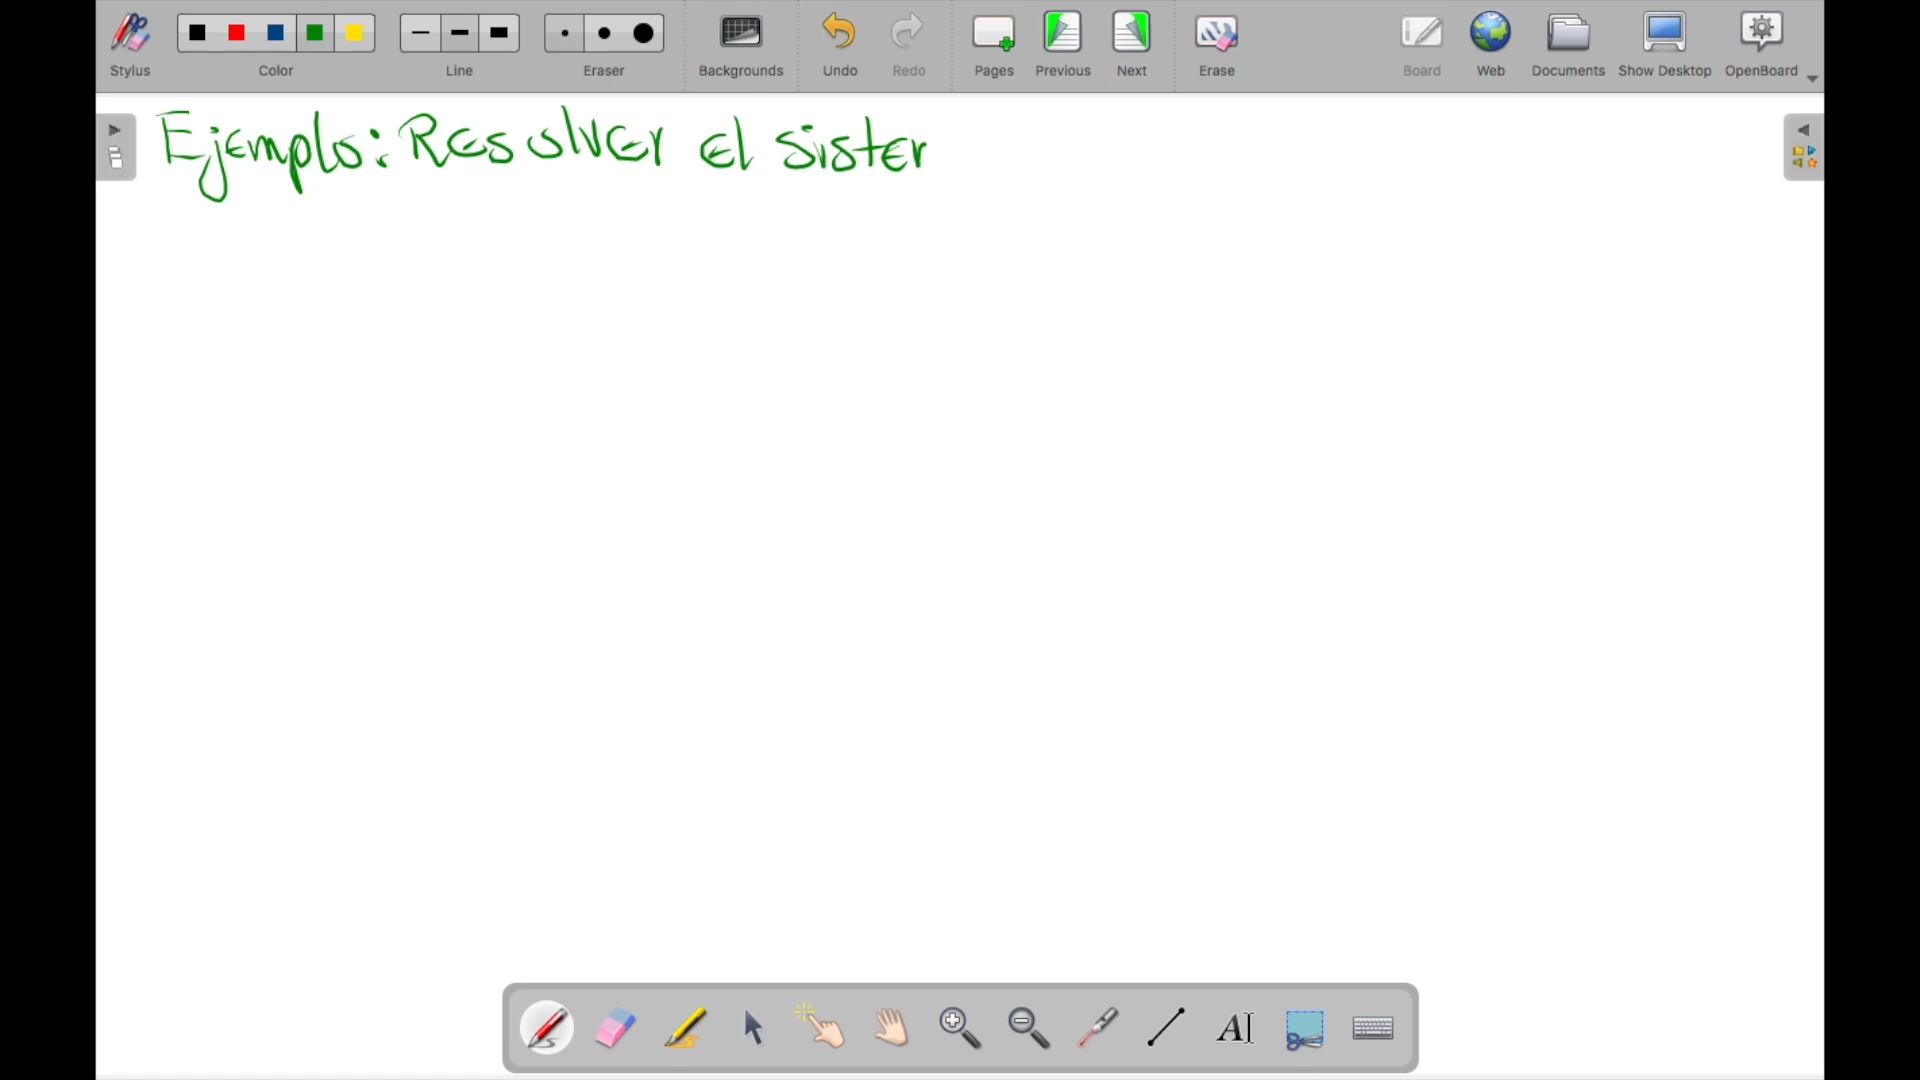 Stylus Color Line Eraser Backgrounds Undo Redo Pages Previous Next Erase Board Web Documents Show Desktop OpenBoard
Ejemplo: Resolver el sister